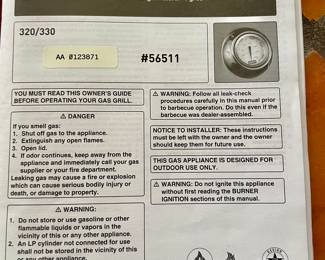 320/330
AA 0123871
#56511
YOU MUST READ THIS OWNER'S GUIDE
BEFORE OPERATING YOUR GAS GRILL.
⚠ DANGER
If you smell gas:
1. Shut off gas to the appliance.
2. Extinguish any open flames.
3. Open lid.
4. If odor continues, keep away from the
appliance and immediately call your gas
supplier or your fire department.
Leaking gas may cause a fire or explosion
which can cause serious bodily injury or
death, or damage to property.
⚠ WARNING:
1. Do not store or use gasoline or other
flammable liquids or vapors in the
vicinity of this or any other appliance.
2. An LP cylinder not connected for use
shall not be stored in the vicinity of this
or any other appliance.
⚠ WARNING: Follow all leak-check
procedures carefully in this manual prior
to barbecue operation. Do this even if the
barbecue was dealer-assembled.
NOTICE TO INSTALLER: These instructions
must be left with the owner and the owner
should keep them for future use.
THIS GAS APPLIANCE IS DESIGNED FOR
OUTDOOR USE ONLY.
⚠ WARNING: Do not ignite this appliance
without first reading the BURNER
IGNITION sections of this manual.
DESIGN